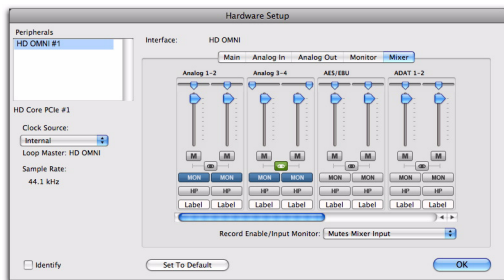 Hardware Setup
Peripherals
HD OMNI #1
Interface: HD OMNI
Main Analog In Analog Out Monitor Mixer
Analog 1-2 Analog 3-4 AES/EBU ADAT 1-2
HD Core PCIe #1
Clock Source:
Internal
Loop Master: HD OMNI
Sample Rate:
44.1 kHz
M M M M M M M M
MON MON MON MON MON MON MON MON
HP HP HP HP HP HP HP HP
Label Label Label Label Label Label Label Label
Record Enable/Input Monitor: Mutes Mixer Input
Identify Set To Default OK